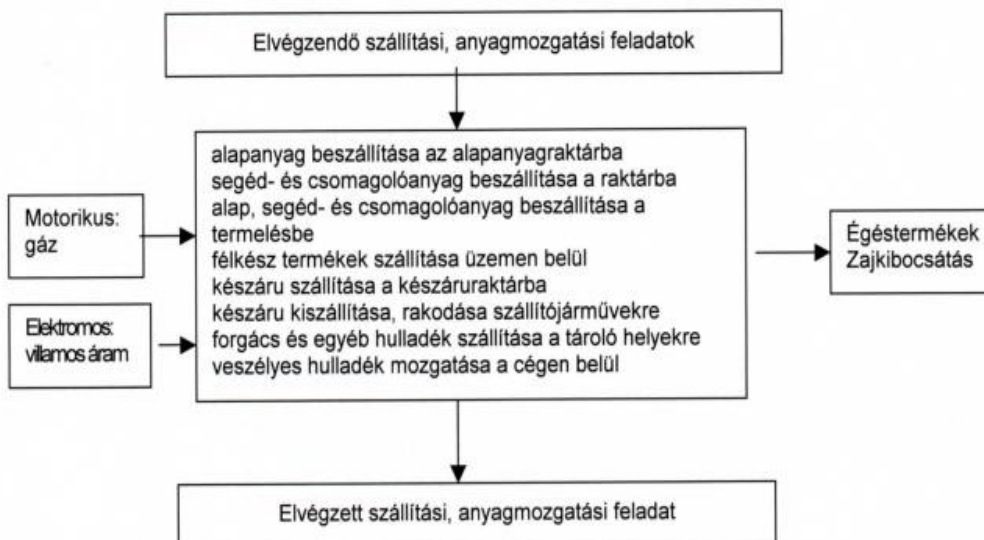 Elvégzendő szállítási, anyagmozgatási feladatok
alapanyag beszállítása az alapanyagraktárba
segéd- és csomagolóanyag beszállítása a raktárba
alap, segéd- és csomagolóanyag beszállítása a
termelésbe
félkész termékek szállítása üzemen belül
készáru szállítása a készáruraktárba
készáru kiszállítása, rakodása szállítójárművekre
forgács és egyéb hulladék szállítása a tároló helyekre
veszélyes hulladék mozgatása a cégen belül
Motorikus:
gáz
Elektromos:
villamos áram
Égéstermékek
Zajkibocsátás
Elvégzett szállítási, anyagmozgatási feladat